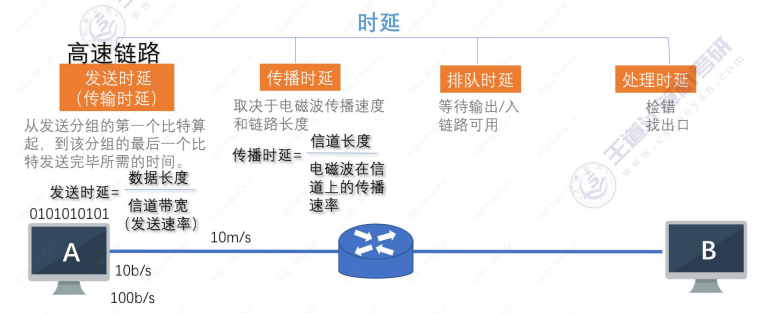 时延
高速链路
发送时延
（传输时延）
从发送分组的第一个比特算
起，到该分组的最后一个比
特发送完毕所需的时间。
发送时延=
数据长度
信道带宽
（发送速率）
传播时延
取决于电磁波传播速度
和链路长度
传播时延=
信道长度
电磁波在信
道上的传播
速率
排队时延
等待输出/入
链路可用
处理时延
检错
找出口
0101010101
A
10m/s
10b/s
100b/s
B
王道
王道